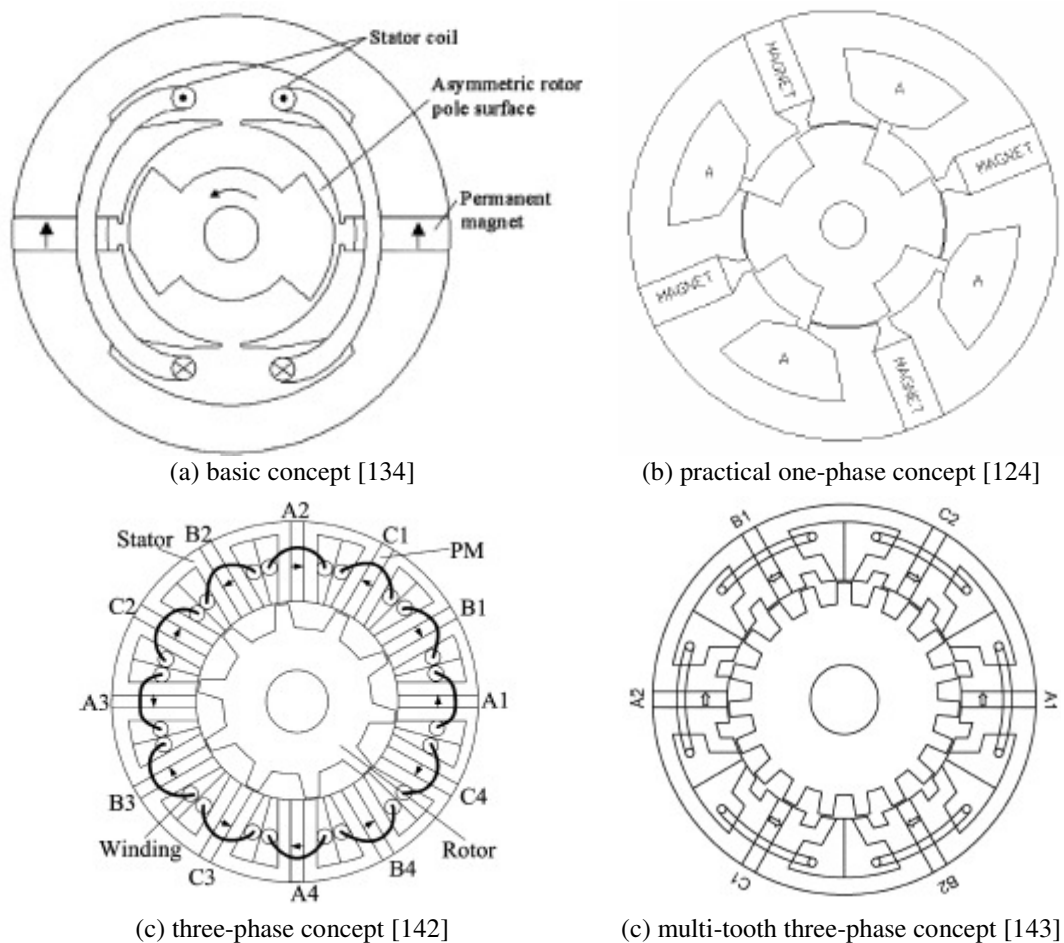 Stator coil
Asymmetric rotor
pole surface
Permanent
magnet
(a) basic concept [134]
MAGNET
A
A
MAGNET
MAGNET
A
A
MAGNET
(b) practical one-phase concept [124]
A2
B2
C1
Stator
PM
C2
B1
A3
A1
B3
C4
Winding
Rotor
C3
B4
A4
(c) three-phase concept [142]
B1
C2
A2
A1
C1
B2
(c) multi-tooth three-phase concept [143]